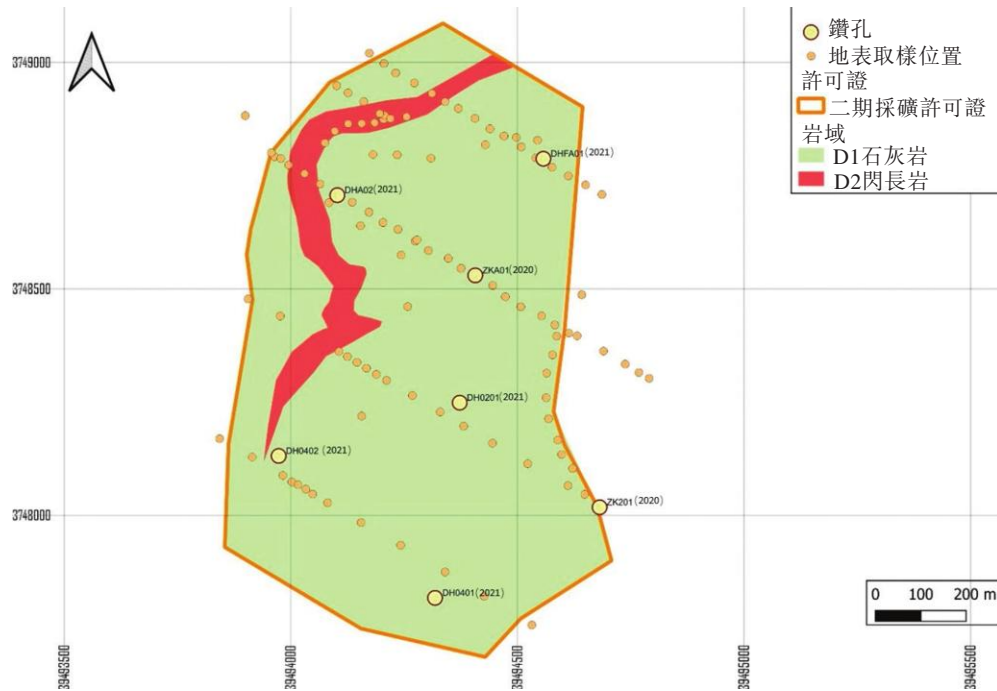 鑽孔
地表取樣位置
許可證
二期採礦許可證
岩域
D1石灰岩
D2閃長岩
3749000
DHFA01(2021)
DHA02(2021)
ZKA01(2020)
3748500
DH0201(2021)
DH0402 (2021)
ZK201(2020)
3748000
DH0401(2021)
0 100 200 m
39493500
39494000
39494500
39495000
39495500